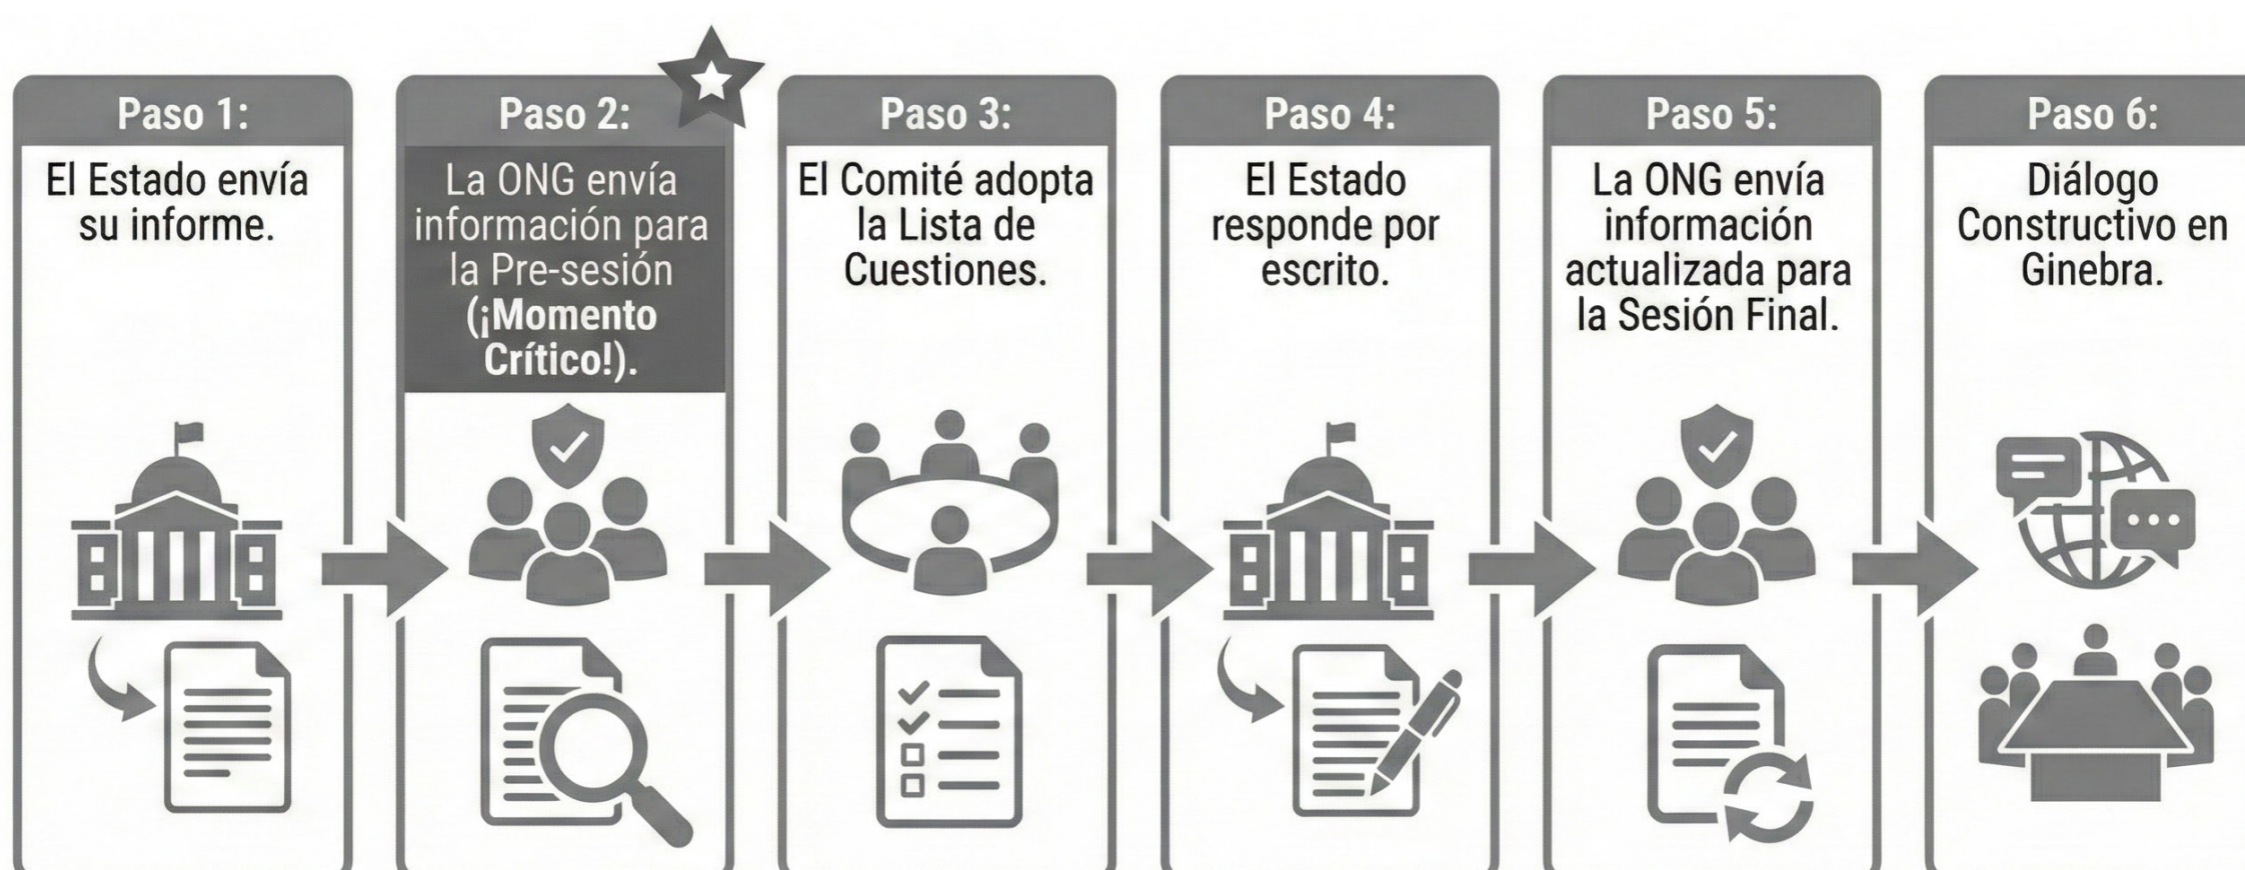 Paso 1:
El Estado envía
su informe.
Paso 2:
La ONG envía
información para
la Pre-sesión
(¡Momento
Crítico!).
Paso 3:
El Comité adopta
la Lista de
Cuestiones.
Paso 4:
El Estado
responde por
escrito.
Paso 5:
La ONG envía
información
actualizada para
la Sesión Final.
Paso 6:
Diálogo
Constructivo en
Ginebra.